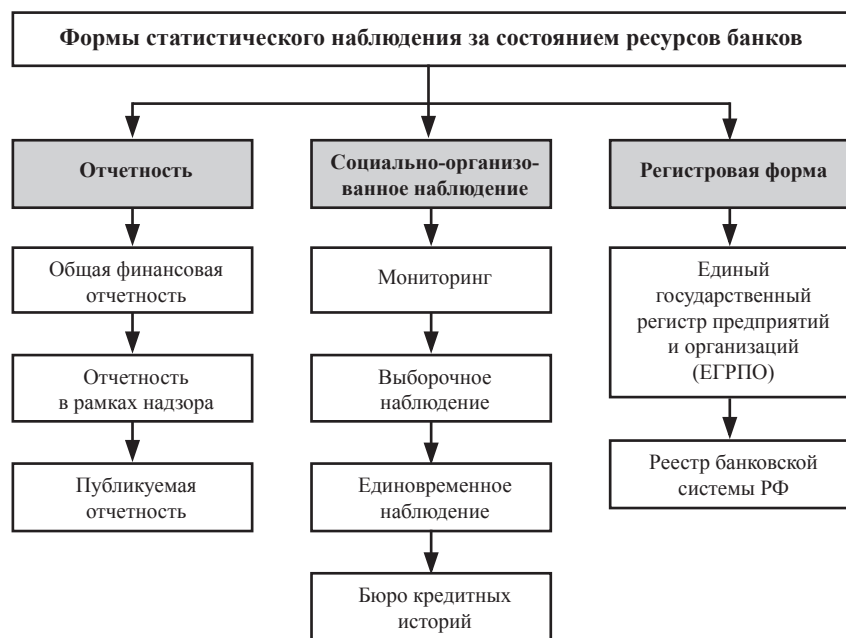 Формы статистического наблюдения за состоянием ресурсов банков
Отчетность
Социально-организо-
ванное наблюдение
Регистровая форма
Общая финансовая
отчетность
Отчетность
в рамках надзора
Публикуемая
отчетность
Мониторинг
Выборочное
наблюдение
Единовременное
наблюдение
Бюро кредитных
историй
Единый
государственный
регистр предприятий
и организаций
(ЕГРПО)
Реестр банковской
системы РФ